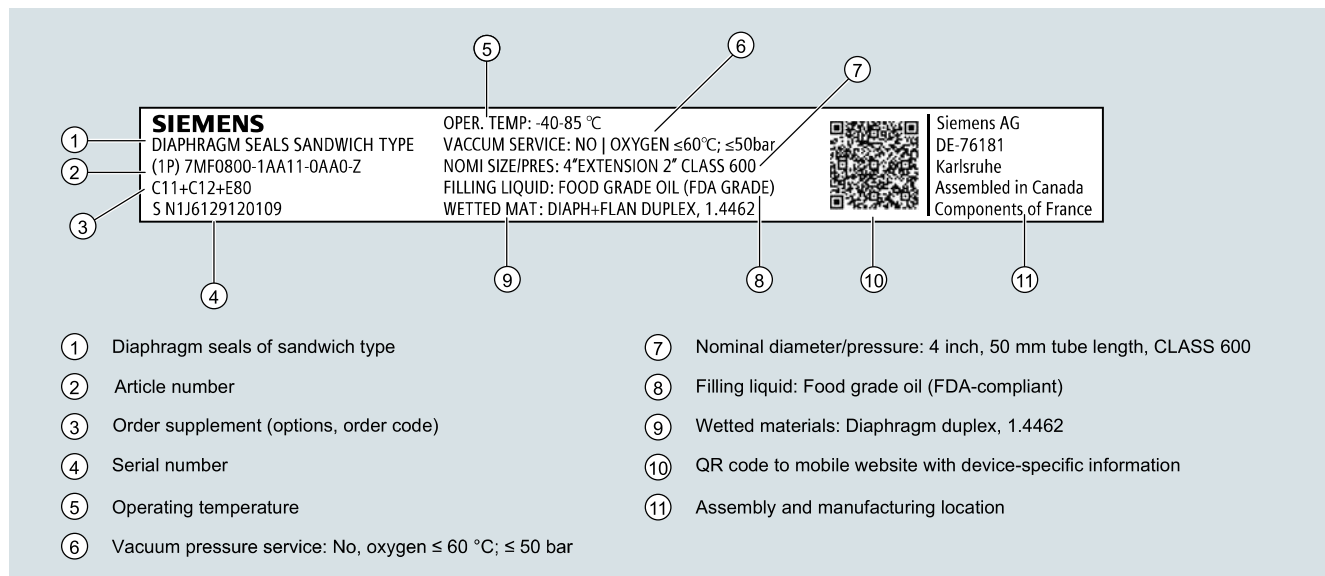 5
6
7
SIEMENS
DIAPHRAGM SEALS SANDWICH TYPE
(1P) 7MF0800-1AA11-0AA0-Z
C11+C12+E80
S N1J6129120109
OPER. TEMP: -40-85 °C
VACCUM SERVICE: NO | OXYGEN ≤60°C; ≤50bar
NOMI SIZE/PRES: 4"EXTENSION 2" CLASS 600
FILLING LIQUID: FOOD GRADE OIL (FDA GRADE)
WETTED MAT: DIAPH+FLAN DUPLEX, 1.4462
Siemens AG
DE-76181
Karlsruhe
Assembled in Canada
Components of France
1
2
3
4
9
8
10
11
1 Diaphragm seals of sandwich type
2 Article number
3 Order supplement (options, order code)
4 Serial number
5 Operating temperature
6 Vacuum pressure service: No, oxygen ≤ 60 °C; ≤ 50 bar
7 Nominal diameter/pressure: 4 inch, 50 mm tube length, CLASS 600
8 Filling liquid: Food grade oil (FDA-compliant)
9 Wetted materials: Diaphragm duplex, 1.4462
10 QR code to mobile website with device-specific information
11 Assembly and manufacturing location